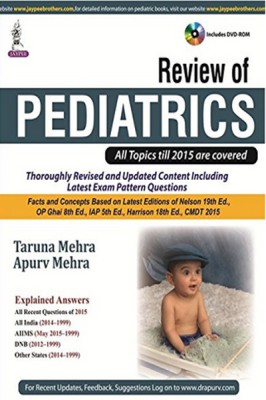 www.jaypeebrothers.com,for detailed information on pediatric books, visit our website www.jaypeebrothers.com
JAYPEE
Includes DVD-ROM
Review of
PEDIATRICS
All Topics till 2015 are covered
Thoroughly Revised and Updated Content Including
Latest Exam Pattern Questions
Facts and Concepts Based on Latest Editions of Nelson 19th Ed.,
OP Ghai 8th Ed., IAP 5th Ed., Harrison 18th Ed., CMDT 2015
Taruna Mehra
Apurv Mehra
Explained Answers
All Recent Questions of 2015
All India (2014–1999)
AIIMS (May 2015–1999)
DNB (2012–1999)
Other States (2014–1999)
For Recent Updates, Feedback, Suggestions Log on to www.drapurv.com